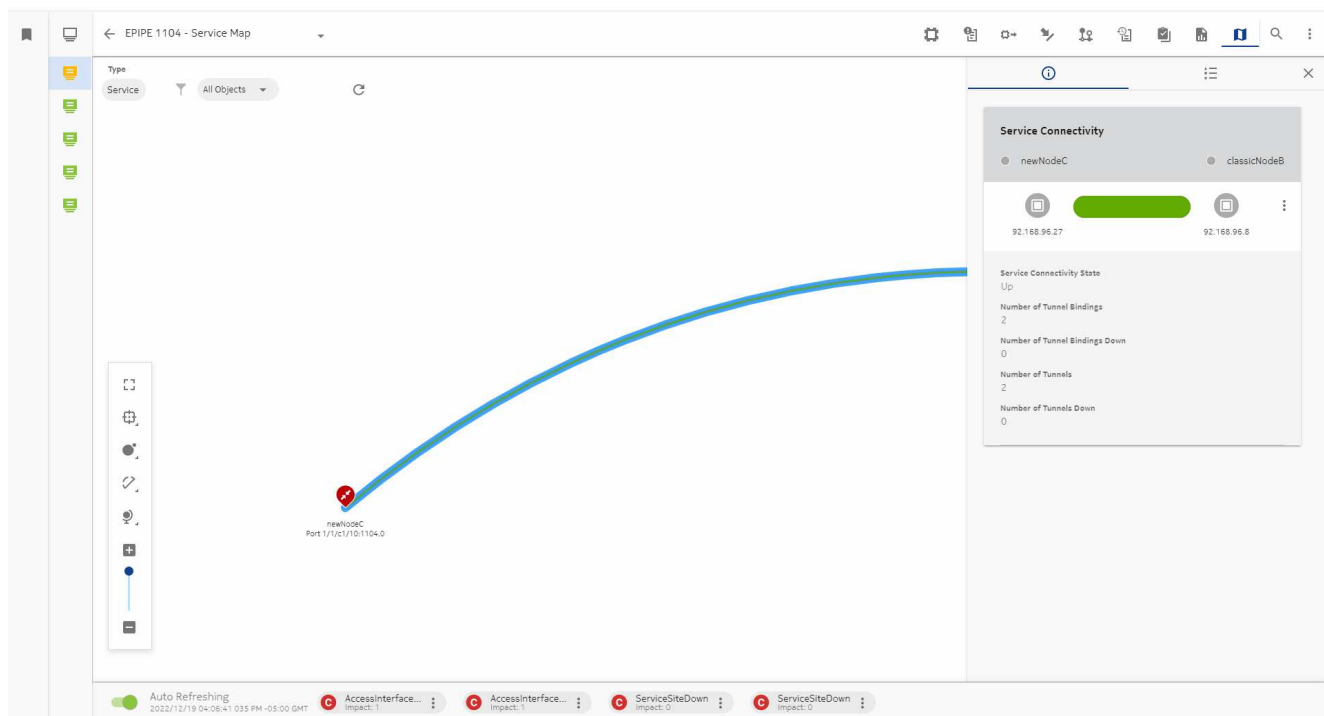 EPIPE 1104 - Service Map
Type
Service
All Objects
newNodeC
Port 1/1/c1/10:1104.0
Service Connectivity
newNodeC
classicNodeB
92.168.96.27
92.168.96.8
Service Connectivity State
Up
Number of Tunnel Bindings
2
Number of Tunnel Bindings Down
0
Number of Tunnels
2
Number of Tunnels Down
0
Auto Refreshing
2022/12/19 04:06:41 035 PM -05:00 GMT
C
AccessInterface...
Impact: 1
C
AccessInterface...
Impact: 1
C
ServiceSiteDown
Impact: 0
C
ServiceSiteDown
Impact: 0